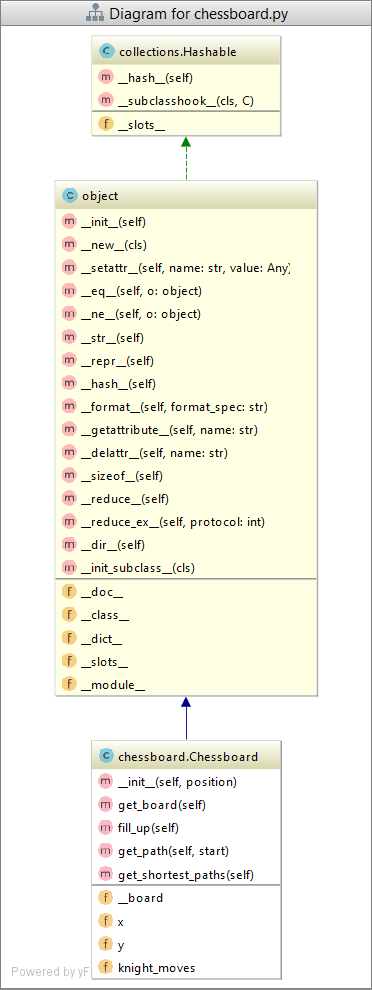 Diagram for chessboard.py
C collections.Hashable
m __hash__(self)
m __subclasshook__(cls, C)
f __slots__
C object
m __init__(self)
m __new__(cls)
m __setattr__(self, name: str, value: Any)
m __eq__(self, o: object)
m __ne__(self, o: object)
m __str__(self)
m __repr__(self)
m __hash__(self)
m __format__(self, format_spec: str)
m __getattribute__(self, name: str)
m __delattr__(self, name: str)
m __sizeof__(self)
m __reduce__(self)
m __reduce_ex__(self, protocol: int)
m __dir__(self)
m __init_subclass__(cls)
f __doc__
f __class__
f __dict__
f __slots__
f __module__
C chessboard.Chessboard
m __init__(self, position)
m get_board(self)
m fill_up(self)
m get_path(self, start)
m get_shortest_paths(self)
f __board
f x
f y
f knight_moves
Powered by yF